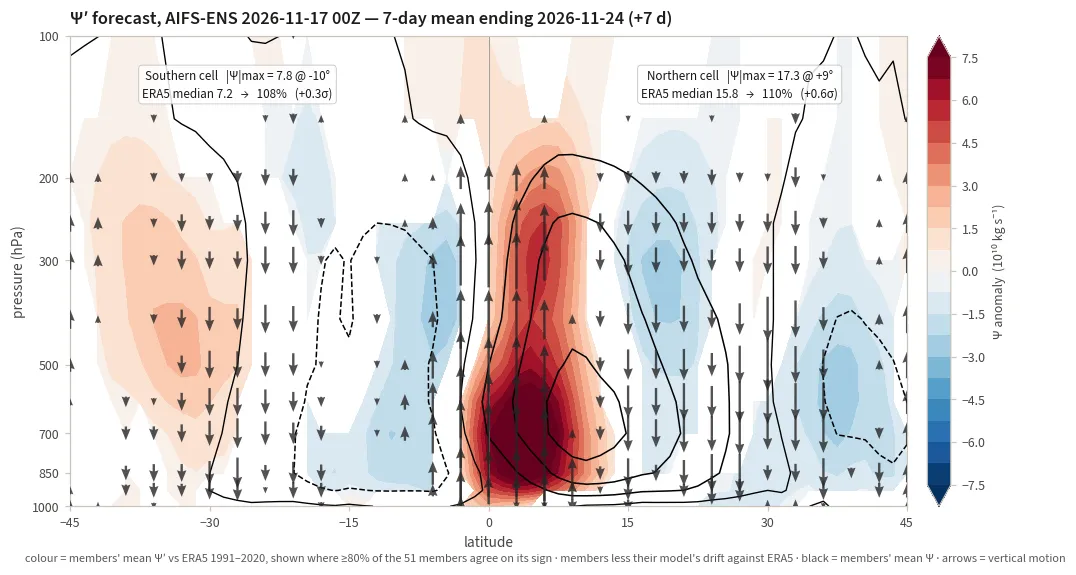 Ψ′ forecast, AIFS-ENS 2026-11-17 00Z — 7-day mean ending 2026-11-24 (+7 d)
Southern cell |Ψ|max = 7.8 @ -10°
ERA5 median 7.2 → 108% (+0.3σ)
Northern cell |Ψ|max = 17.3 @ +9°
ERA5 median 15.8 → 110% (+0.6σ)
pressure (hPa)
100
200
300
500
700
850
1000
−45
−30
−15
0
15
30
45
latitude
7.5
6.0
4.5
3.0
1.5
0.0
−1.5
−3.0
−4.5
−6.0
−7.5
Ψ anomaly (10¹⁰ kg s⁻¹)
colour = members' mean Ψ′ vs ERA5 1991–2020, shown where ≥80% of the 51 members agree on its sign · members less their model's drift against ERA5 · black = members' mean Ψ · arrows = vertical motion